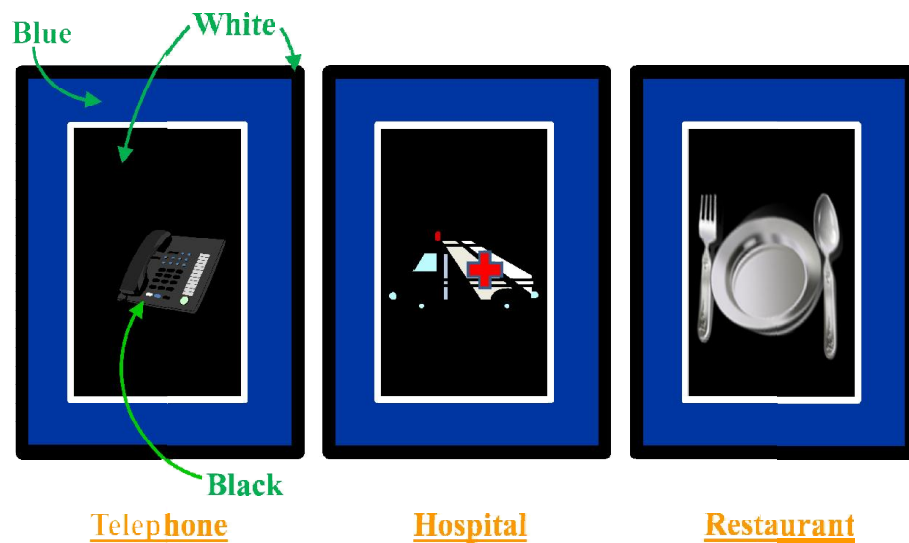 Blue
White
Black
Telephone
Hospital
Restaurant